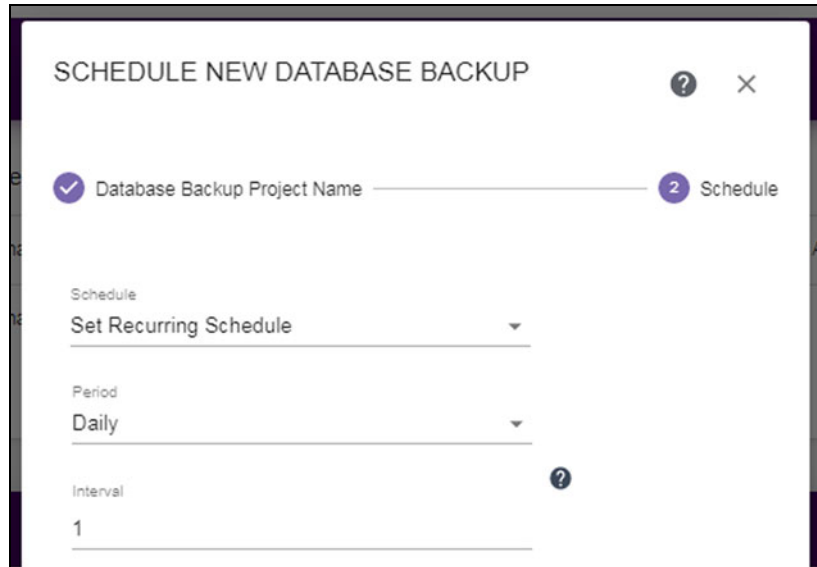 SCHEDULE NEW DATABASE BACKUP
Database Backup Project Name
2 Schedule
Schedule
Set Recurring Schedule
Period
Daily
Interval
1